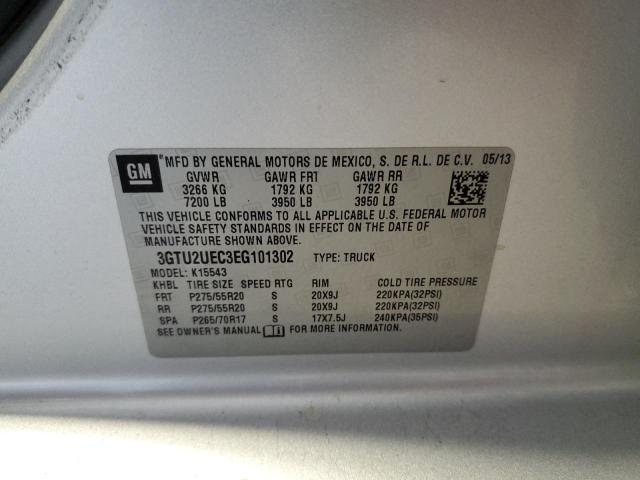 GM ®MFD BY GENERAL MOTORS DE MEXICO, S. DE R.L. DE C.V. 05/13
GVWR GAWR FRT GAWR RR
3266 KG 1792 KG 1792 KG
7200 LB 3950 LB 3950 LB
THIS VEHICLE CONFORMS TO ALL APPLICABLE U.S. FEDERAL MOTOR
VEHICLE SAFETY STANDARDS IN EFFECT ON THE DATE OF
MANUFACTURE SHOWN ABOVE.
3GTU2UEC3EG101302 TYPE: TRUCK
MODEL: K15543
KHBL TIRE SIZE SPEED RTG RIM COLD TIRE PRESSURE
FRT P275/55R20 S 20X9J 220KPA(32PSI)
RR P275/55R20 S 20X9J 220KPA(32PSI)
SPA P265/70R17 S 17X7.5J 240KPA(35PSI)
SEE OWNER'S MANUAL FOR MORE INFORMATION.